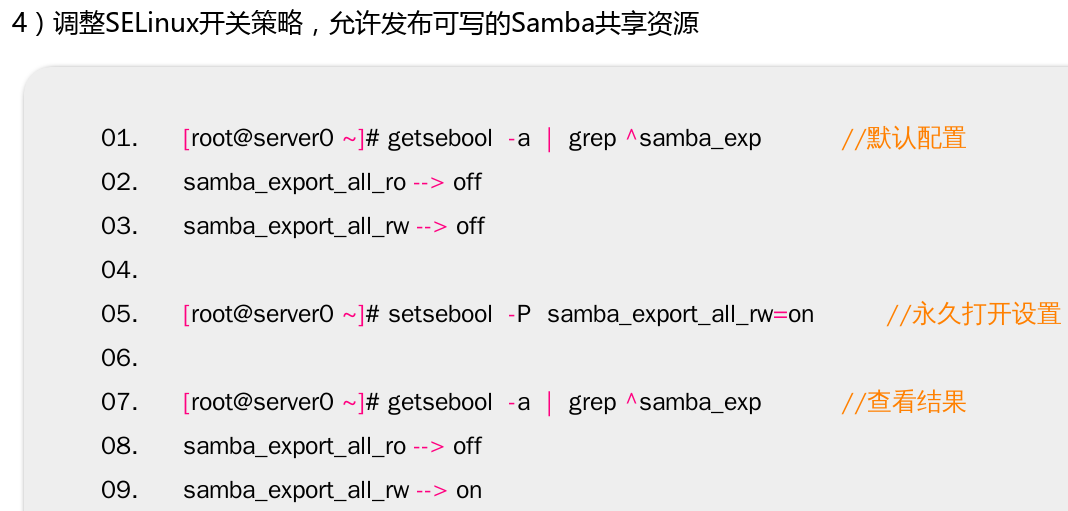 4）调整SELinux开关策略，允许发布可写的Samba共享资源
01. [root@server0 ~]# getsebool -a | grep ^samba_exp //默认配置
02. samba_export_all_ro --> off
03. samba_export_all_rw --> off
04.
05. [root@server0 ~]# setsebool -P samba_export_all_rw=on //永久打开设置
06.
07. [root@server0 ~]# getsebool -a | grep ^samba_exp //查看结果
08. samba_export_all_ro --> off
09. samba_export_all_rw --> on